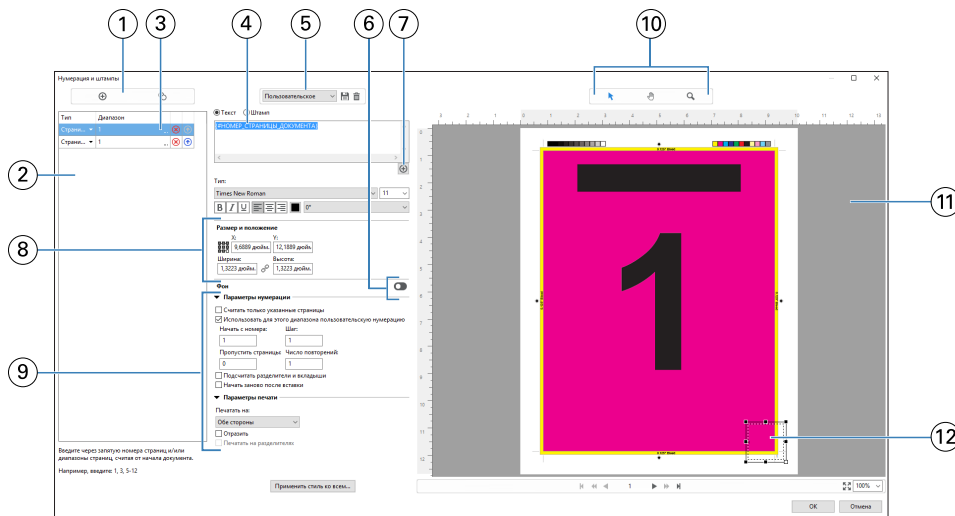 1
3
4
5
6
7
10
Нумерация и штампы
Пользовательское
Тип
Диапазон
Страни...
1
...
Страни...
1
...
Текст
Штамп
[#НОМЕР_СТРАНИЦЫ_ДОКУМЕНТА]
Тип:
Times New Roman
11
B I U
0°
2
8
Размер и положение
X:
Y:
9,6889 дюйм.
12,1889 дюйм
Ширина:
Высота:
1,3223 дюйм.
1,3223 дюйм.
Фон
9
Параметры нумерации
Считать только указанные страницы
Использовать для этого диапазона пользовательскую нумерацию
Начать с номера:
Шаг:
1
1
Пропустить страницы:
Число повторений:
0
1
Подсчитать разделители и вкладыши
Начать заново после вставки
Параметры печати
Печатать на:
Обе стороны
Отразить
Печатать на разделителях
Введите через запятую номера страниц и/или
диапазоны страниц, считая от начала документа.
Например, введите: 1, 3, 5-12
Применить стиль ко всем...
1
1
11
12
1
100%
OK
Отмена